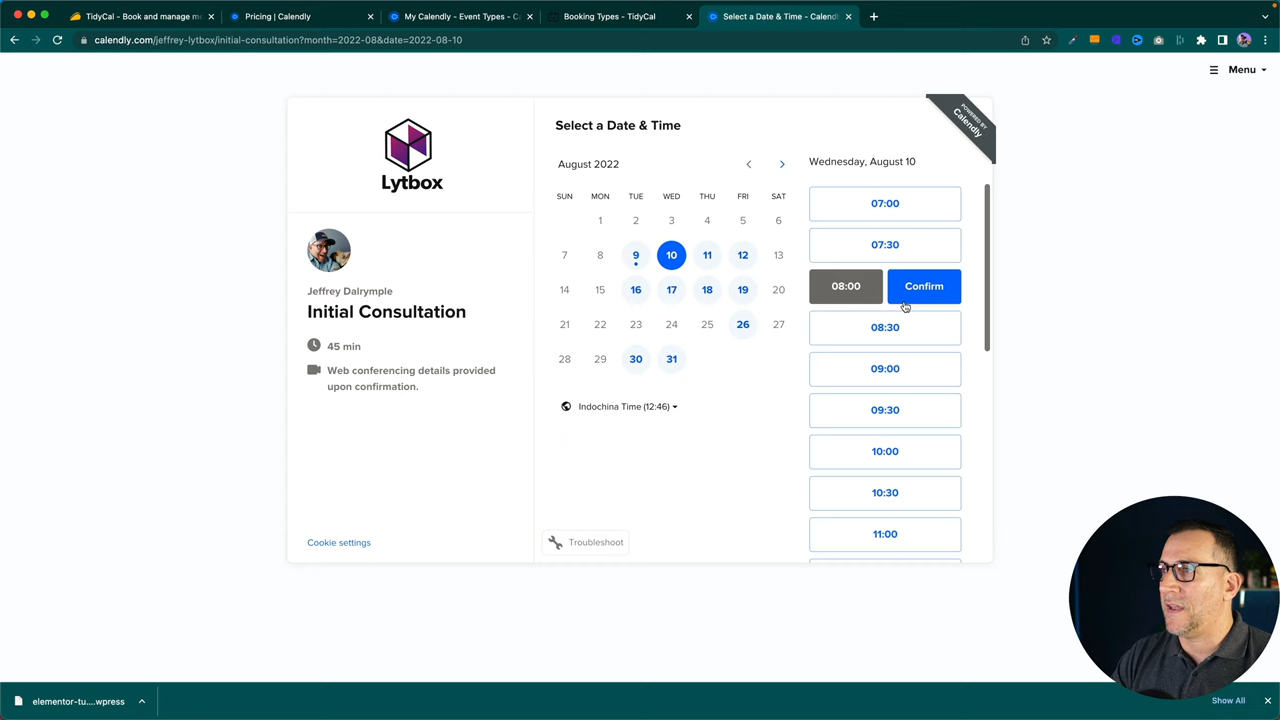 TidyCal - Book and manage me
Pricing | Calendly
My Calendly - Event Types - Ca
Booking Types - TidyCal
Select a Date & Time - Calendl
calendly.com/jeffrey-lytbox/initial-consultation?month=2022-08&date=2022-08-10
Menu
Lytbox
Jeffrey Dalrymple
Initial Consultation
45 min
Web conferencing details provided
upon confirmation.
Cookie settings
Select a Date & Time
POWERED BY
Calendly
August 2022
SUN MON TUE WED THU FRI SAT
1 2 3 4 5 6
7 8 9 10 11 12 13
14 15 16 17 18 19 20
21 22 23 24 25 26 27
28 29 30 31
Indochina Time (12:46)
Troubleshoot
Wednesday, August 10
07:00
07:30
08:00 Confirm
08:30
09:00
09:30
10:00
10:30
11:00
elementor-tu....wpress
Show All